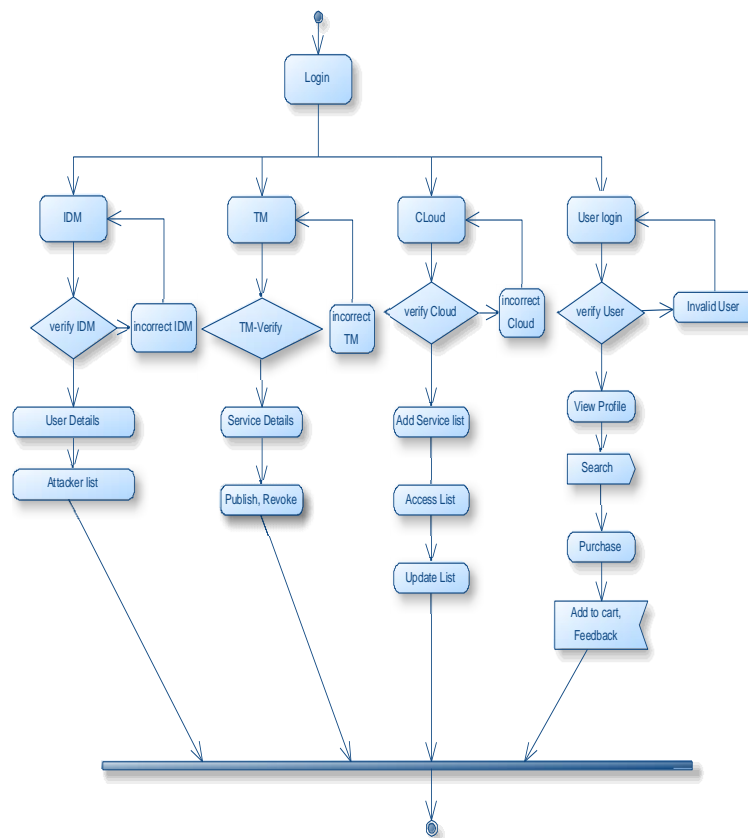 Login
IDM
TM
CLoud
User login
verify IDM
incorrect IDM
TM-Verify
incorrect
TM
verify Cloud
incorrect
Cloud
verify User
Invalid User
User Details
Service Details
Add Service list
View Profile
Attacker list
Publish, Revoke
Access List
Search
Update List
Purchase
Add to cart,
Feedback